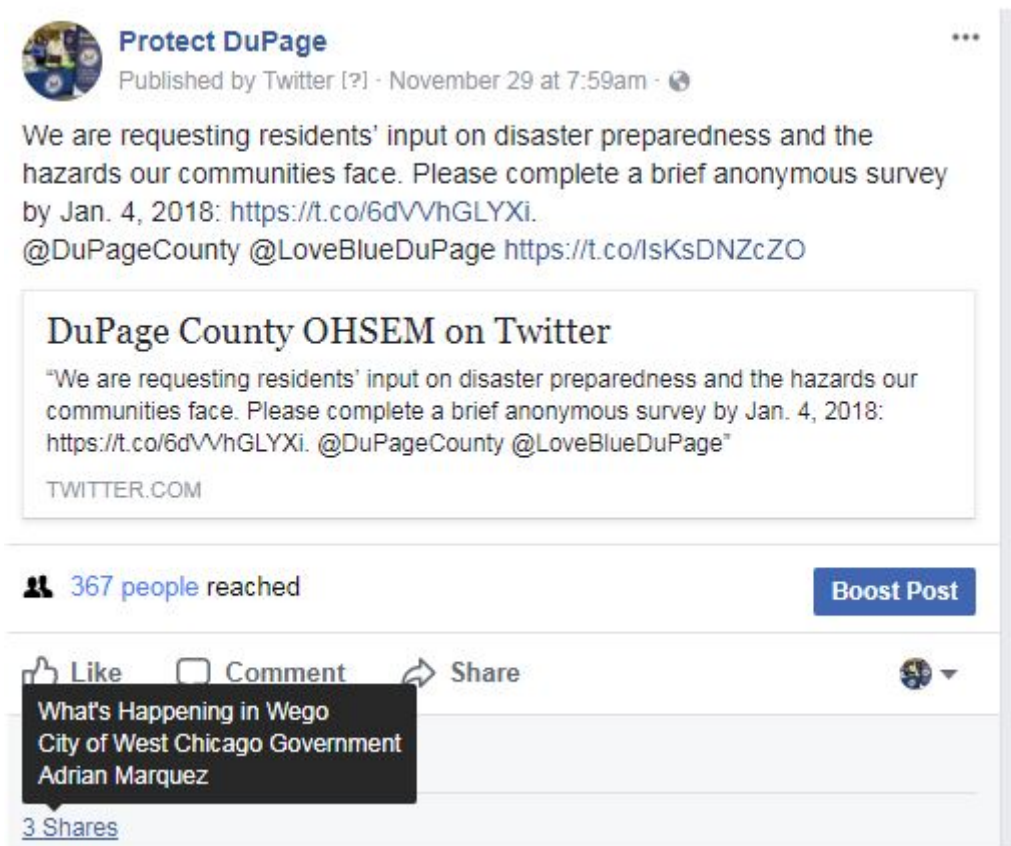 Protect DuPage
Published by Twitter [?] · November 29 at 7:59am ·
We are requesting residents' input on disaster preparedness and the
hazards our communities face. Please complete a brief anonymous survey
by Jan. 4, 2018: https://t.co/6dVVhGLYXi.
@DuPageCounty @LoveBlueDuPage https://t.co/IsKsDNZcZO
DuPage County OHSEM on Twitter
“We are requesting residents' input on disaster preparedness and the hazards our
communities face. Please complete a brief anonymous survey by Jan. 4, 2018:
https://t.co/6dVVhGLYXi. @DuPageCounty @LoveBlueDuPage”
TWITTER.COM
367 people reached
Boost Post
Like Comment Share
What's Happening in Wego
City of West Chicago Government
Adrian Marquez
3 Shares